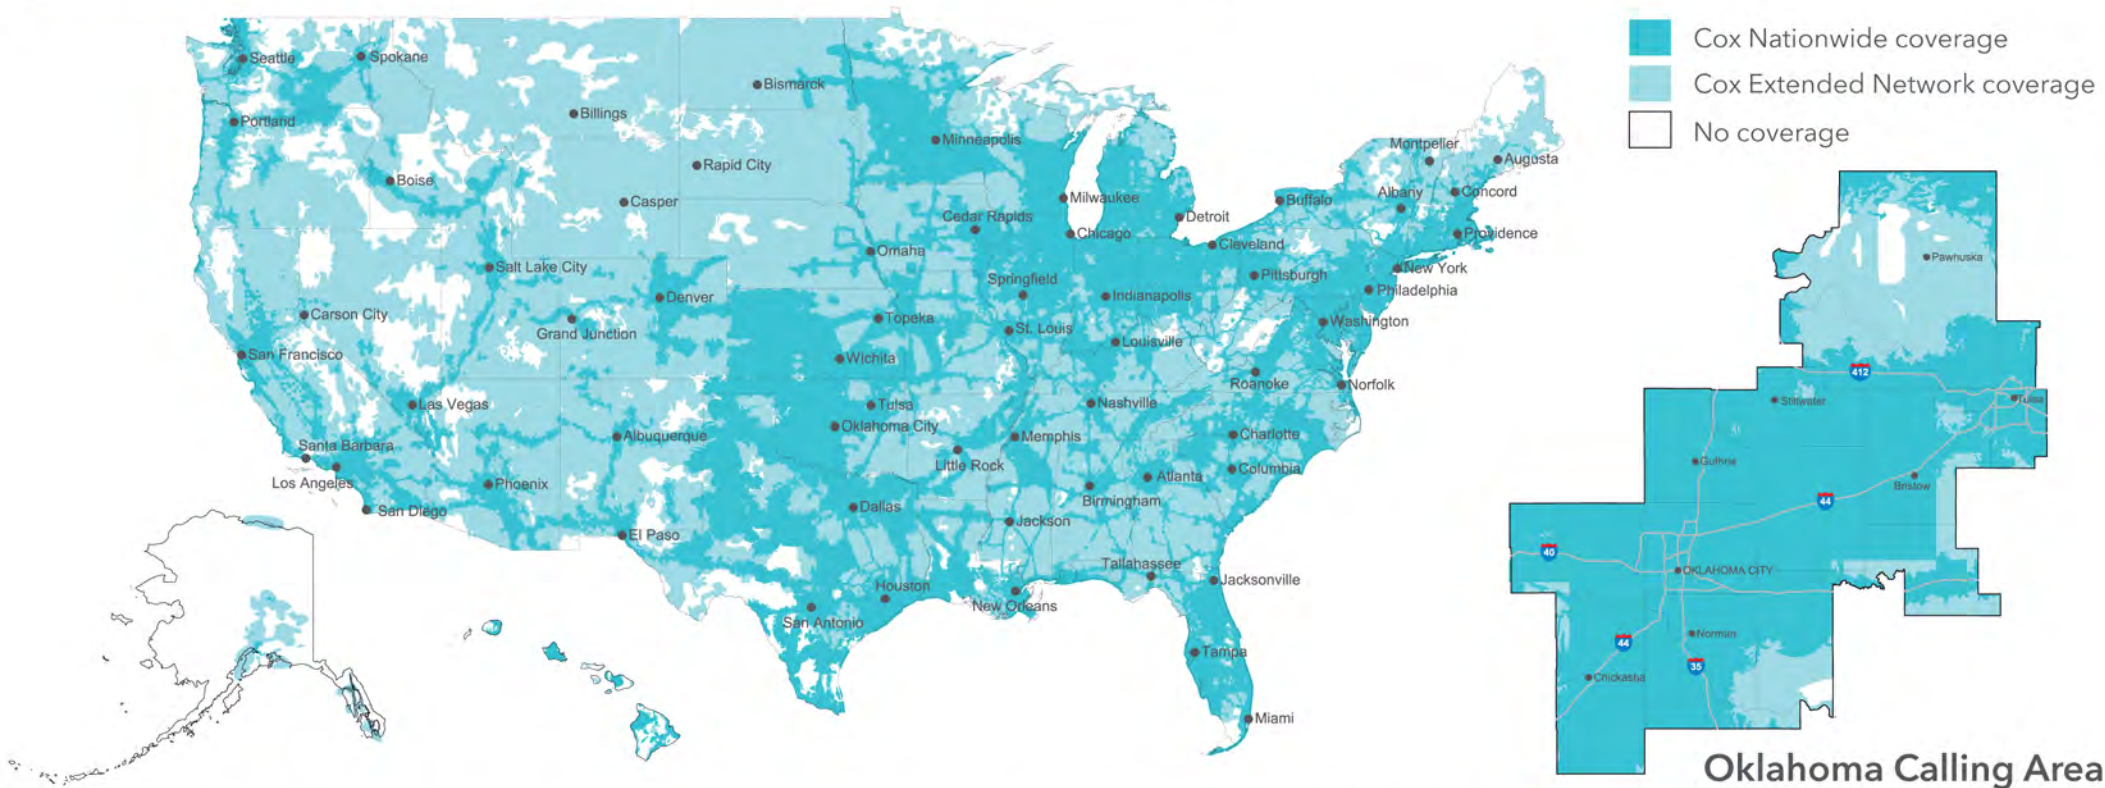 Cox Nationwide coverage
Cox Extended Network coverage
No coverage
Seattle
Spokane
Portland
Billings
Bismarck
Minneapolis
Rapid City
Boise
Casper
Montpelier
Augusta
Concord
Albany
Buffalo
Milwaukee
Detroit
Cedar Rapids
Chicago
Cleveland
Providence
Omaha
New York
Pittsburgh
Philadelphia
Springfield
Indianapolis
Salt Lake City
Denver
Carson City
Grand Junction
Topeka
St. Louis
Washington
Louisville
San Francisco
Wichita
Roanoke
Norfolk
Las Vegas
Tulsa
Nashville
Oklahoma City
Albuquerque
Memphis
Charlotte
Santa Barbara
Little Rock
Columbia
Los Angeles
Phoenix
Atlanta
Birmingham
San Diego
Dallas
Jackson
El Paso
Tallahassee
Jacksonville
Houston
New Orleans
San Antonio
Tampa
Miami
Pawhuska
412
Stillwater
Tulsa
Guthrie
Bristow
44
40
OKLAHOMA CITY
Norman
44
35
Chickasha
Oklahoma Calling Area